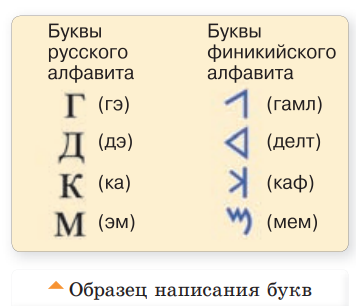 Буквы русского алфавита
Буквы финикийского алфавита
Г (гэ) 𐤂 (гамл)
Д (дэ) 𐤃 (делт)
К (ка) 𐤊 (каф)
М (эм) 𐤌 (мем)
Образец написания букв